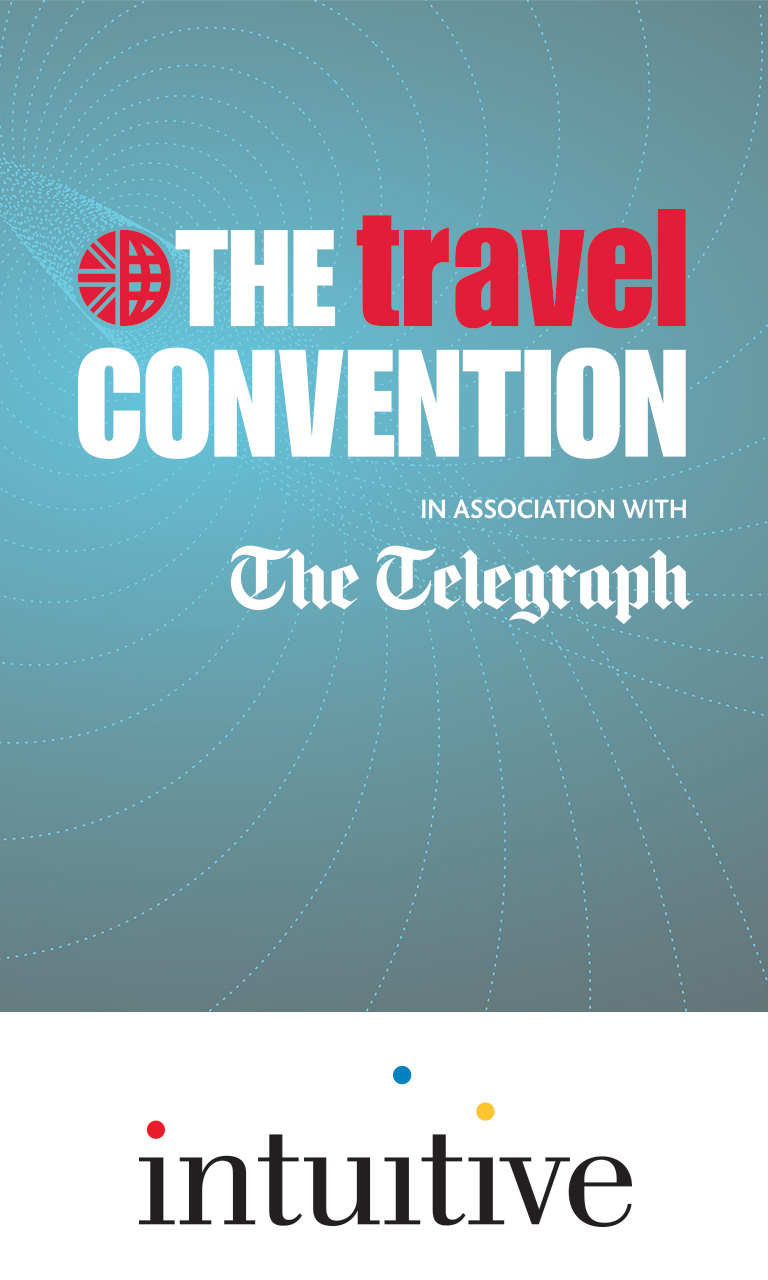 THE travel
CONVENTION
IN ASSOCIATION WITH
The Telegraph
intuitive